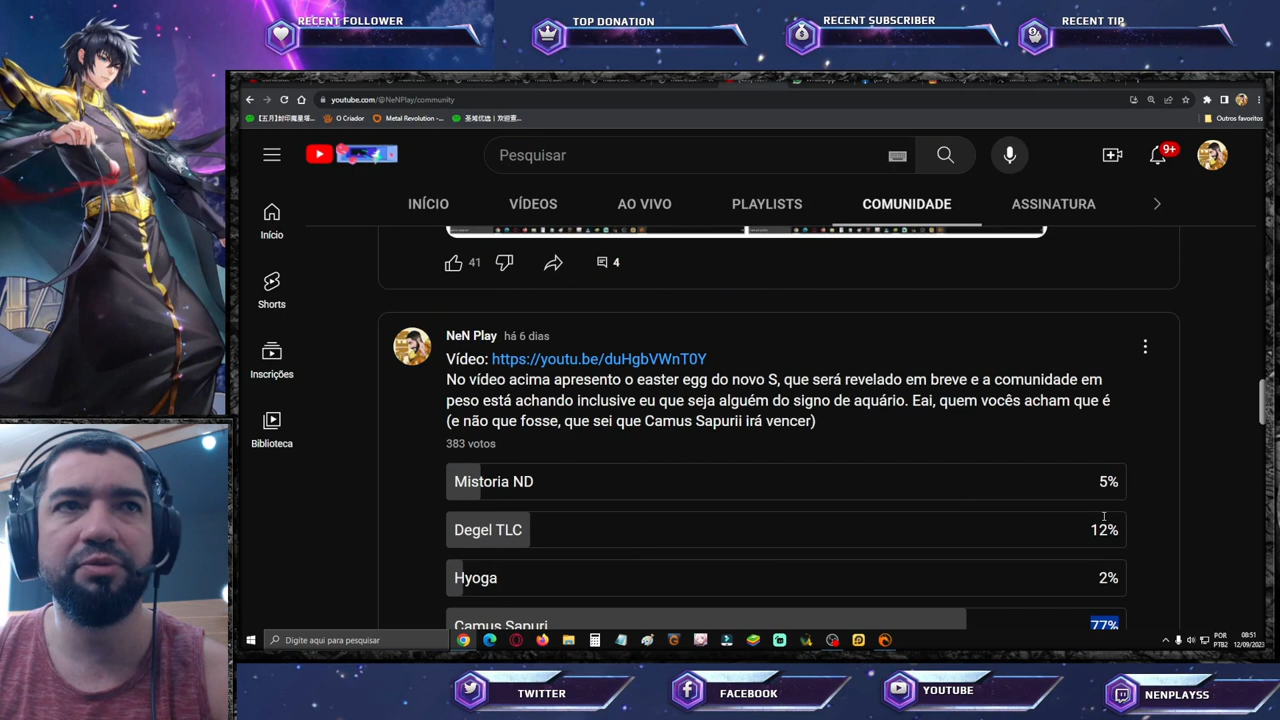 RECENT FOLLOWER
TOP DONATION
RECENT SUBSCRIBER
RECENT TIP
youtube.com/@NeNPlay/community
O Criador
Metal Revolution -...
Outros favoritos
Pesquisar
9+
INÍCIO
VÍDEOS
AO VIVO
PLAYLISTS
COMUNIDADE
ASSINATURA
Início
Shorts
Inscrições
Biblioteca
41
4
NeN Play há 6 dias
Vídeo: https://youtu.be/duHgbVWnT0Y
No vídeo acima apresento o easter egg do novo S, que será revelado em breve e a comunidade em
peso está achando inclusive eu que seja alguém do signo de aquário. Eai, quem vocês acham que é
(e não que fosse, que sei que Camus Sapurii irá vencer)
383 votos
Mistoria ND 5%
Degel TLC 12%
Hyoga 2%
Camus Sapuri 77%
Digite aqui para pesquisar
POR
PTB2
08:51
12/09/2023
TWITTER
FACEBOOK
YOUTUBE
NENPLAYSS